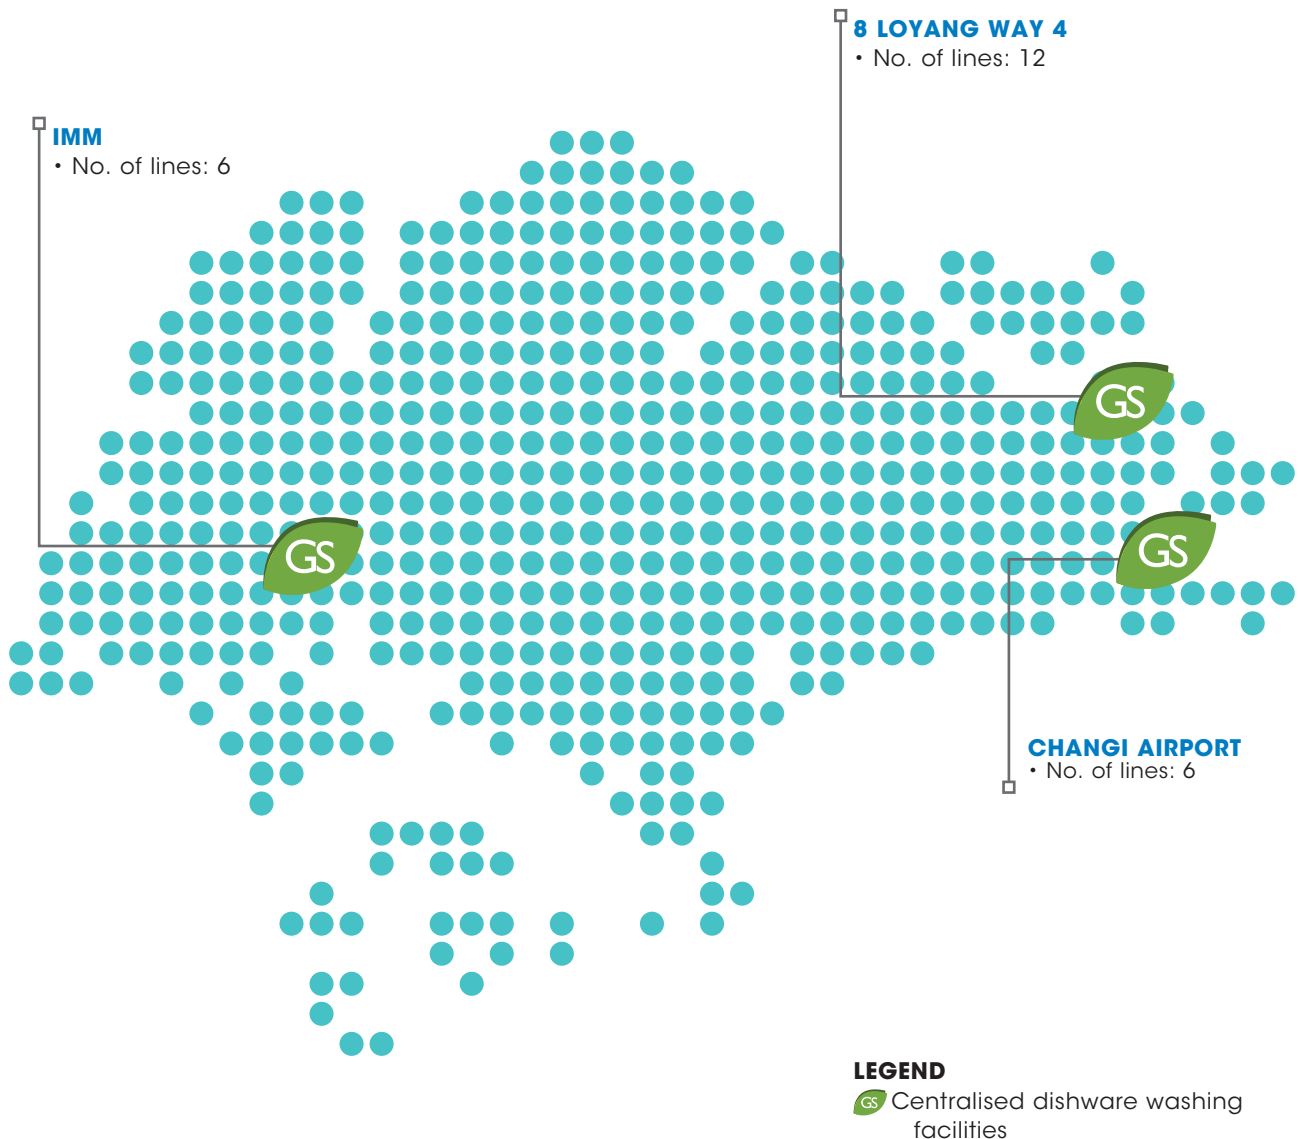 8 LOYANG WAY 4
• No. of lines: 12
IMM
• No. of lines: 6
GS
GS
GS
CHANGI AIRPORT
• No. of lines: 6
LEGEND
GS Centralised dishware washing
facilities